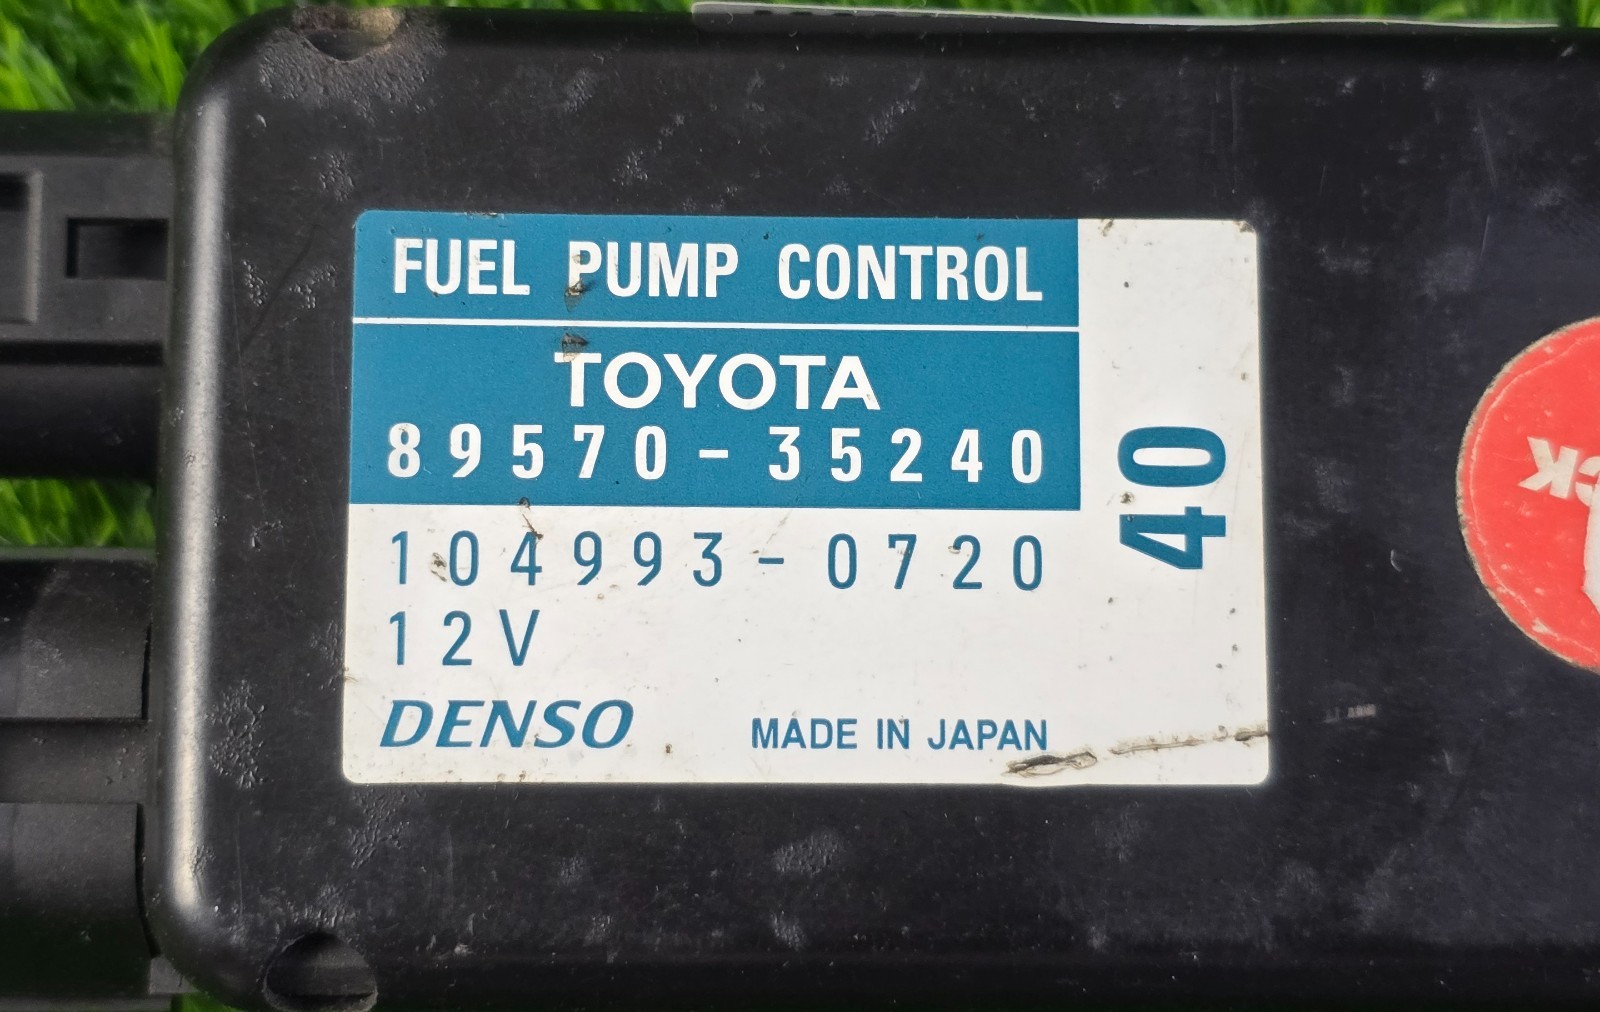 FUEL PUMP CONTROL
TOYOTA
89570-35240
104993-0720
12V
DENSO MADE IN JAPAN
40